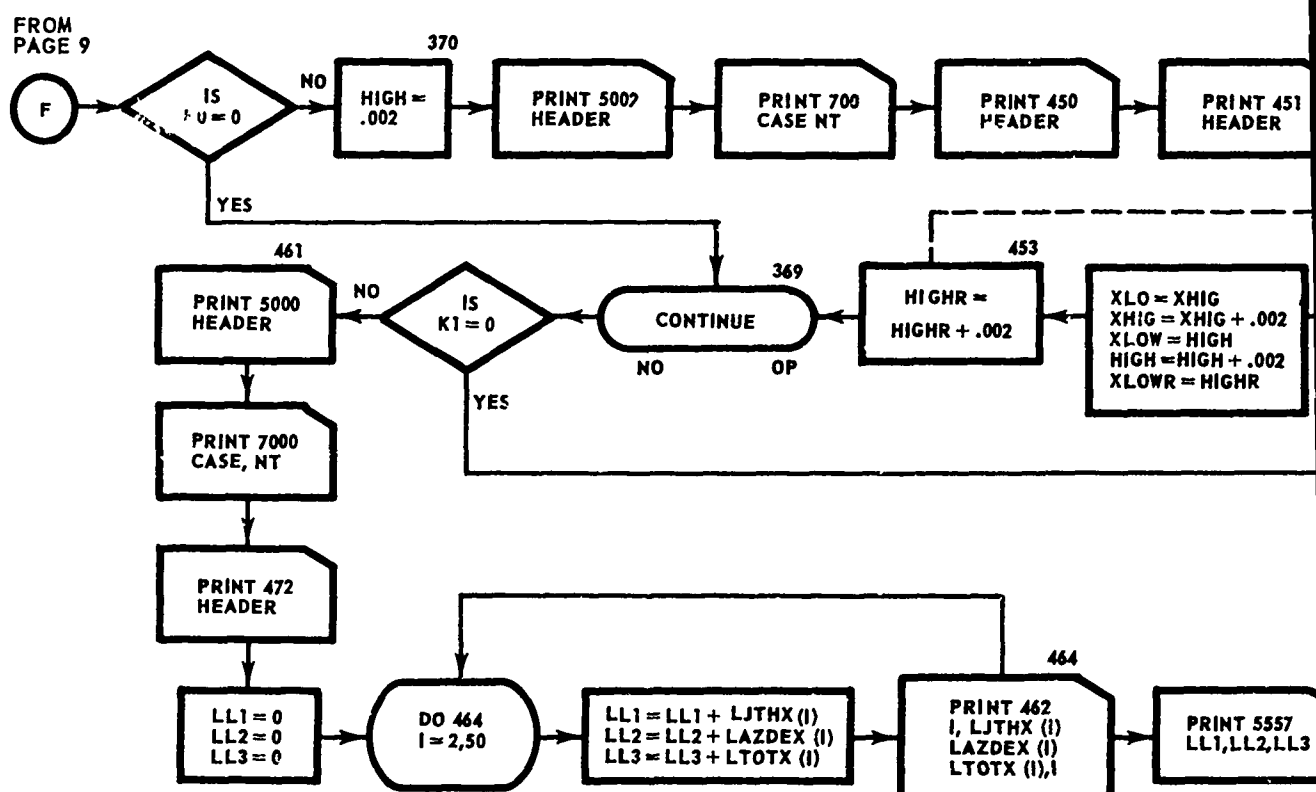 FROM
PAGE 9
F
IS
= 0
NO
YES
370
HIGH =
.002
PRINT 500?
HEADER
PRINT 700
CASE NT
PRINT 450
HEADER
PRINT 451
HEADER
461
PRINT 5000
HEADER
NO
IS
K1 = 0
YES
369
CONTINUE
NO OP
453
HIGHR =
HIGHR + .002
XLO = XHIG
XHIG = XHIG + .002
XLOW = HIGH
HIGH = HIGH + .002
XLOWR = HIGHR
PRINT 7000
CASE, NT
PRINT 472
HEADER
LL1 = 0
LL2 = 0
LL3 = 0
DO 464
I = 2,50
LL1 = LL1 + LJTHX (I)
LL2 = LL2 + LAZDEX (I)
LL3 = LL3 + LTOTX (I)
464
PRINT 462
I, LJTHX (I)
LAZDEX (I)
LTOTX (I),I
PRINT 5557
LL1,LL2,LL3